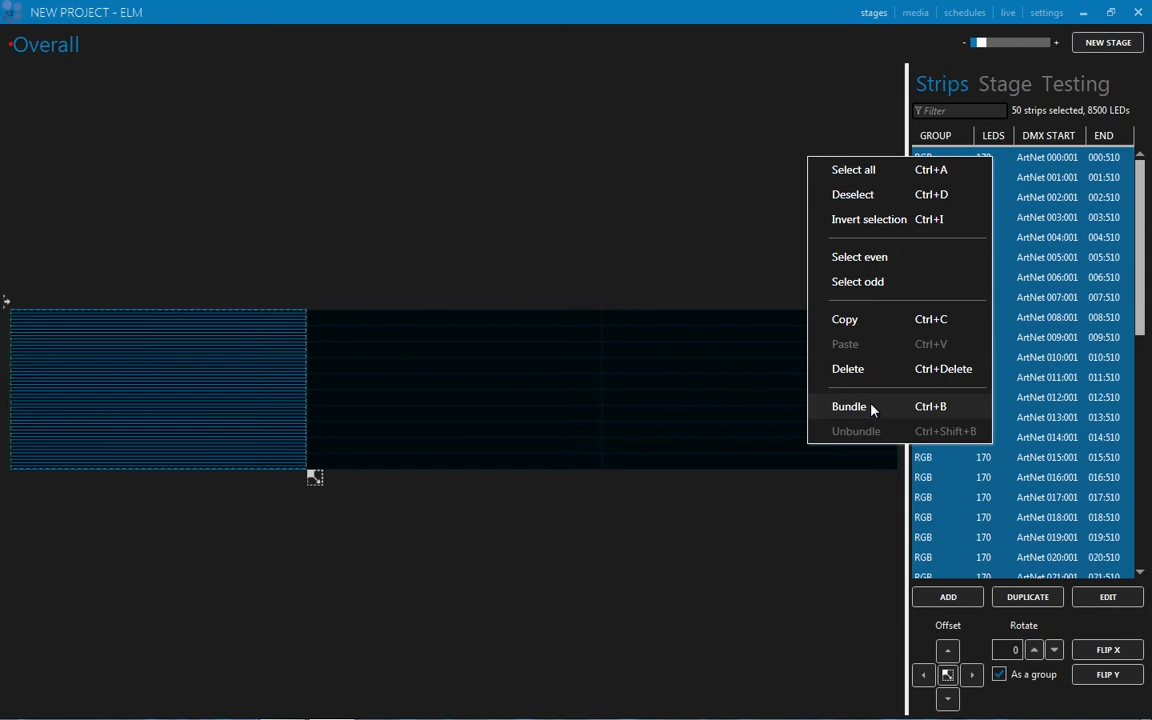 NEW PROJECT - ELM
stages | media | schedules | live | settings
Overall
- +
NEW STAGE
Strips Stage Testing
Filter
50 strips selected, 8500 LEDs
GROUP LEDS DMX START END
RGB 170 ArtNet 000:001 000:510
ArtNet 001:001 001:510
ArtNet 002:001 002:510
ArtNet 003:001 003:510
ArtNet 004:001 004:510
ArtNet 005:001 005:510
ArtNet 006:001 006:510
ArtNet 007:001 007:510
ArtNet 008:001 008:510
ArtNet 009:001 009:510
ArtNet 010:001 010:510
ArtNet 011:001 011:510
ArtNet 012:001 012:510
ArtNet 013:001 013:510
ArtNet 014:001 014:510
RGB 170 ArtNet 015:001 015:510
RGB 170 ArtNet 016:001 016:510
RGB 170 ArtNet 017:001 017:510
RGB 170 ArtNet 018:001 018:510
RGB 170 ArtNet 019:001 019:510
RGB 170 ArtNet 020:001 020:510
RGB 170 ArtNet 021:001 021:510
Select all Ctrl+A
Deselect Ctrl+D
Invert selection Ctrl+I
Select even
Select odd
Copy Ctrl+C
Paste Ctrl+V
Delete Ctrl+Delete
Bundle Ctrl+B
Unbundle Ctrl+Shift+B
ADD DUPLICATE EDIT
Offset Rotate
0
FLIP X
As a group
FLIP Y